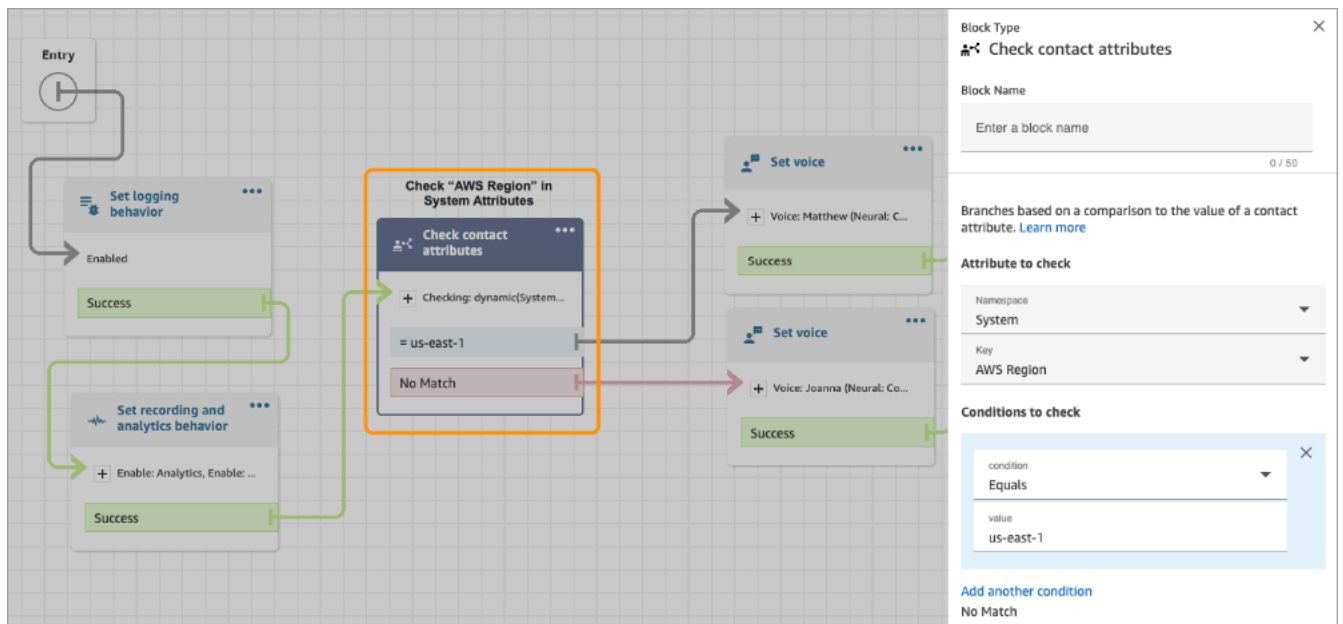 Entry
Set logging
behavior
Enabled
Success
Set recording and
analytics behavior
Enable: Analytics, Enable: ...
Success
Check “AWS Region” in
System Attributes
Check contact
attributes
Checking: dynamic(System...
= us-east-1
No Match
Set voice
Voice: Matthew (Neural: C...
Success
Set voice
Voice: Joanna (Neural: Co...
Success
Block Type
Check contact attributes
Block Name
Enter a block name
0 / 50
Branches based on a comparison to the value of a contact
attribute. Learn more
Attribute to check
Namespace
System
Key
AWS Region
Conditions to check
condition
Equals
value
us-east-1
Add another condition
No Match